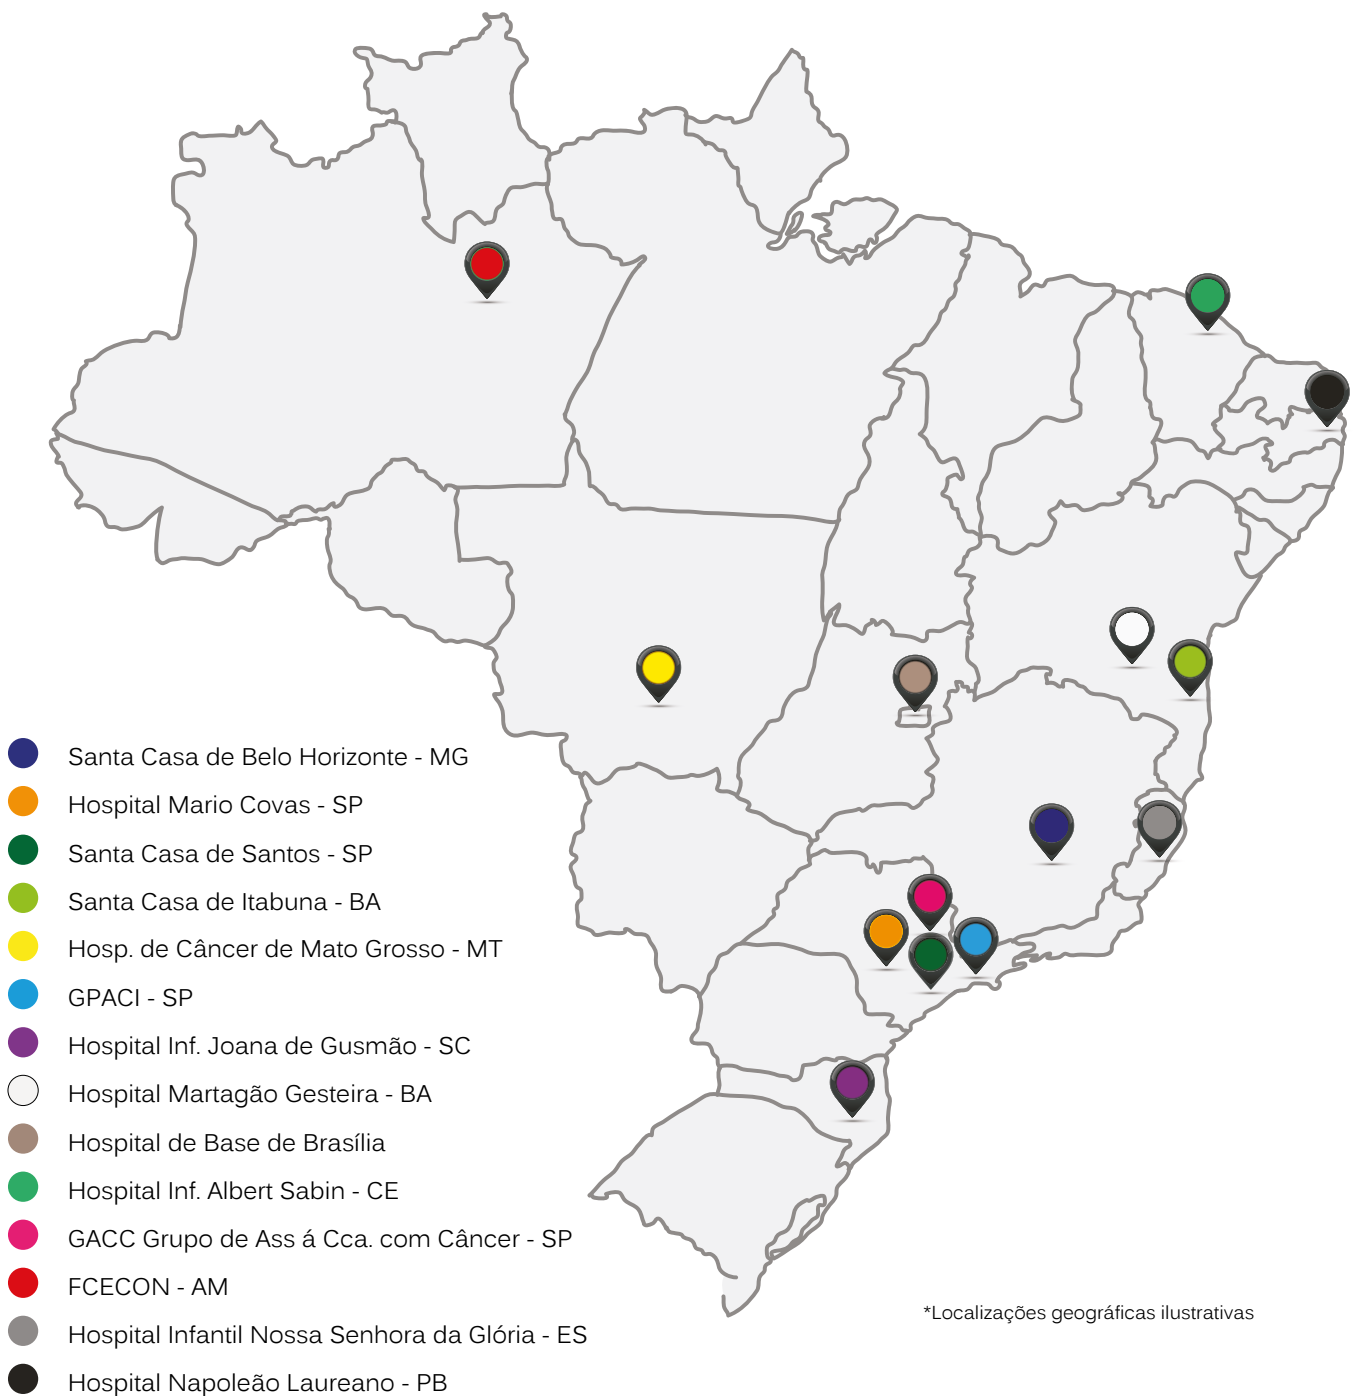 Santa Casa de Belo Horizonte - MG
Hospital Mario Covas - SP
Santa Casa de Santos - SP
Santa Casa de Itabuna - BA
Hosp. de Câncer de Mato Grosso - MT
GPACI - SP
Hospital Inf. Joana de Gusmão - SC
Hospital Martagão Gesteira - BA
Hospital de Base de Brasília
Hospital Inf. Albert Sabin - CE
GACC Grupo de Ass á Cca. com Câncer - SP
FCECON - AM
Hospital Infantil Nossa Senhora da Glória - ES
Hospital Napoleão Laureano - PB
*Localizações geográficas ilustrativas